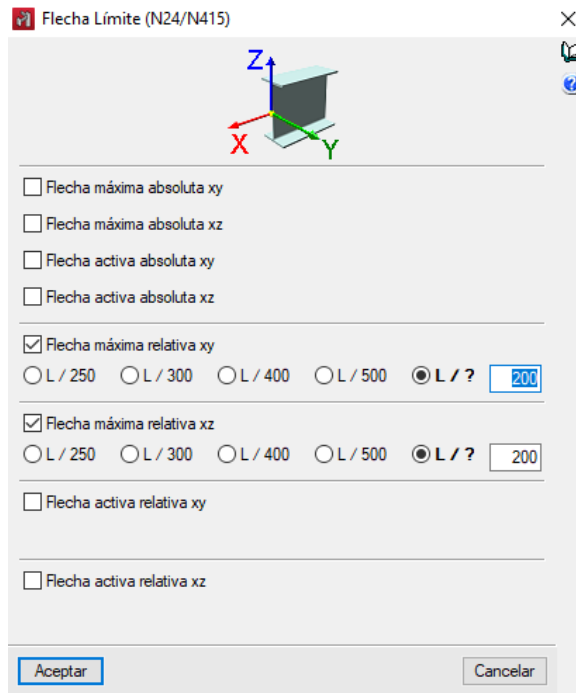 Flecha Límite (N24/N415)
Z
X
Y
Flecha máxima absoluta xy
Flecha máxima absoluta xz
Flecha activa absoluta xy
Flecha activa absoluta xz
Flecha máxima relativa xy
L / 250 L / 300 L / 400 L / 500 L / ? 200
Flecha máxima relativa xz
L / 250 L / 300 L / 400 L / 500 L / ? 200
Flecha activa relativa xy
Flecha activa relativa xz
Aceptar Cancelar